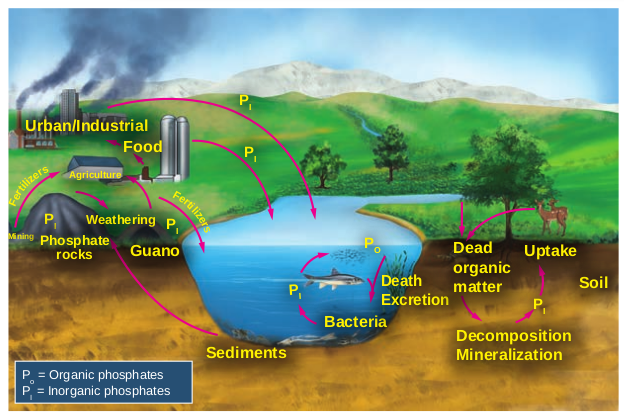 P_I
Urban/Industrial
Food
P_I
Fertilizers
Agriculture
Fertilizers
Mining
P_I
Phosphate
rocks
Weathering
P_I
Guano
P_O
Dead
organic
matter
Uptake
Soil
P_I
Death
Excretion
P_I
Bacteria
Decomposition
Mineralization
Sediments
P_o = Organic phosphates
P_I = Inorganic phosphates